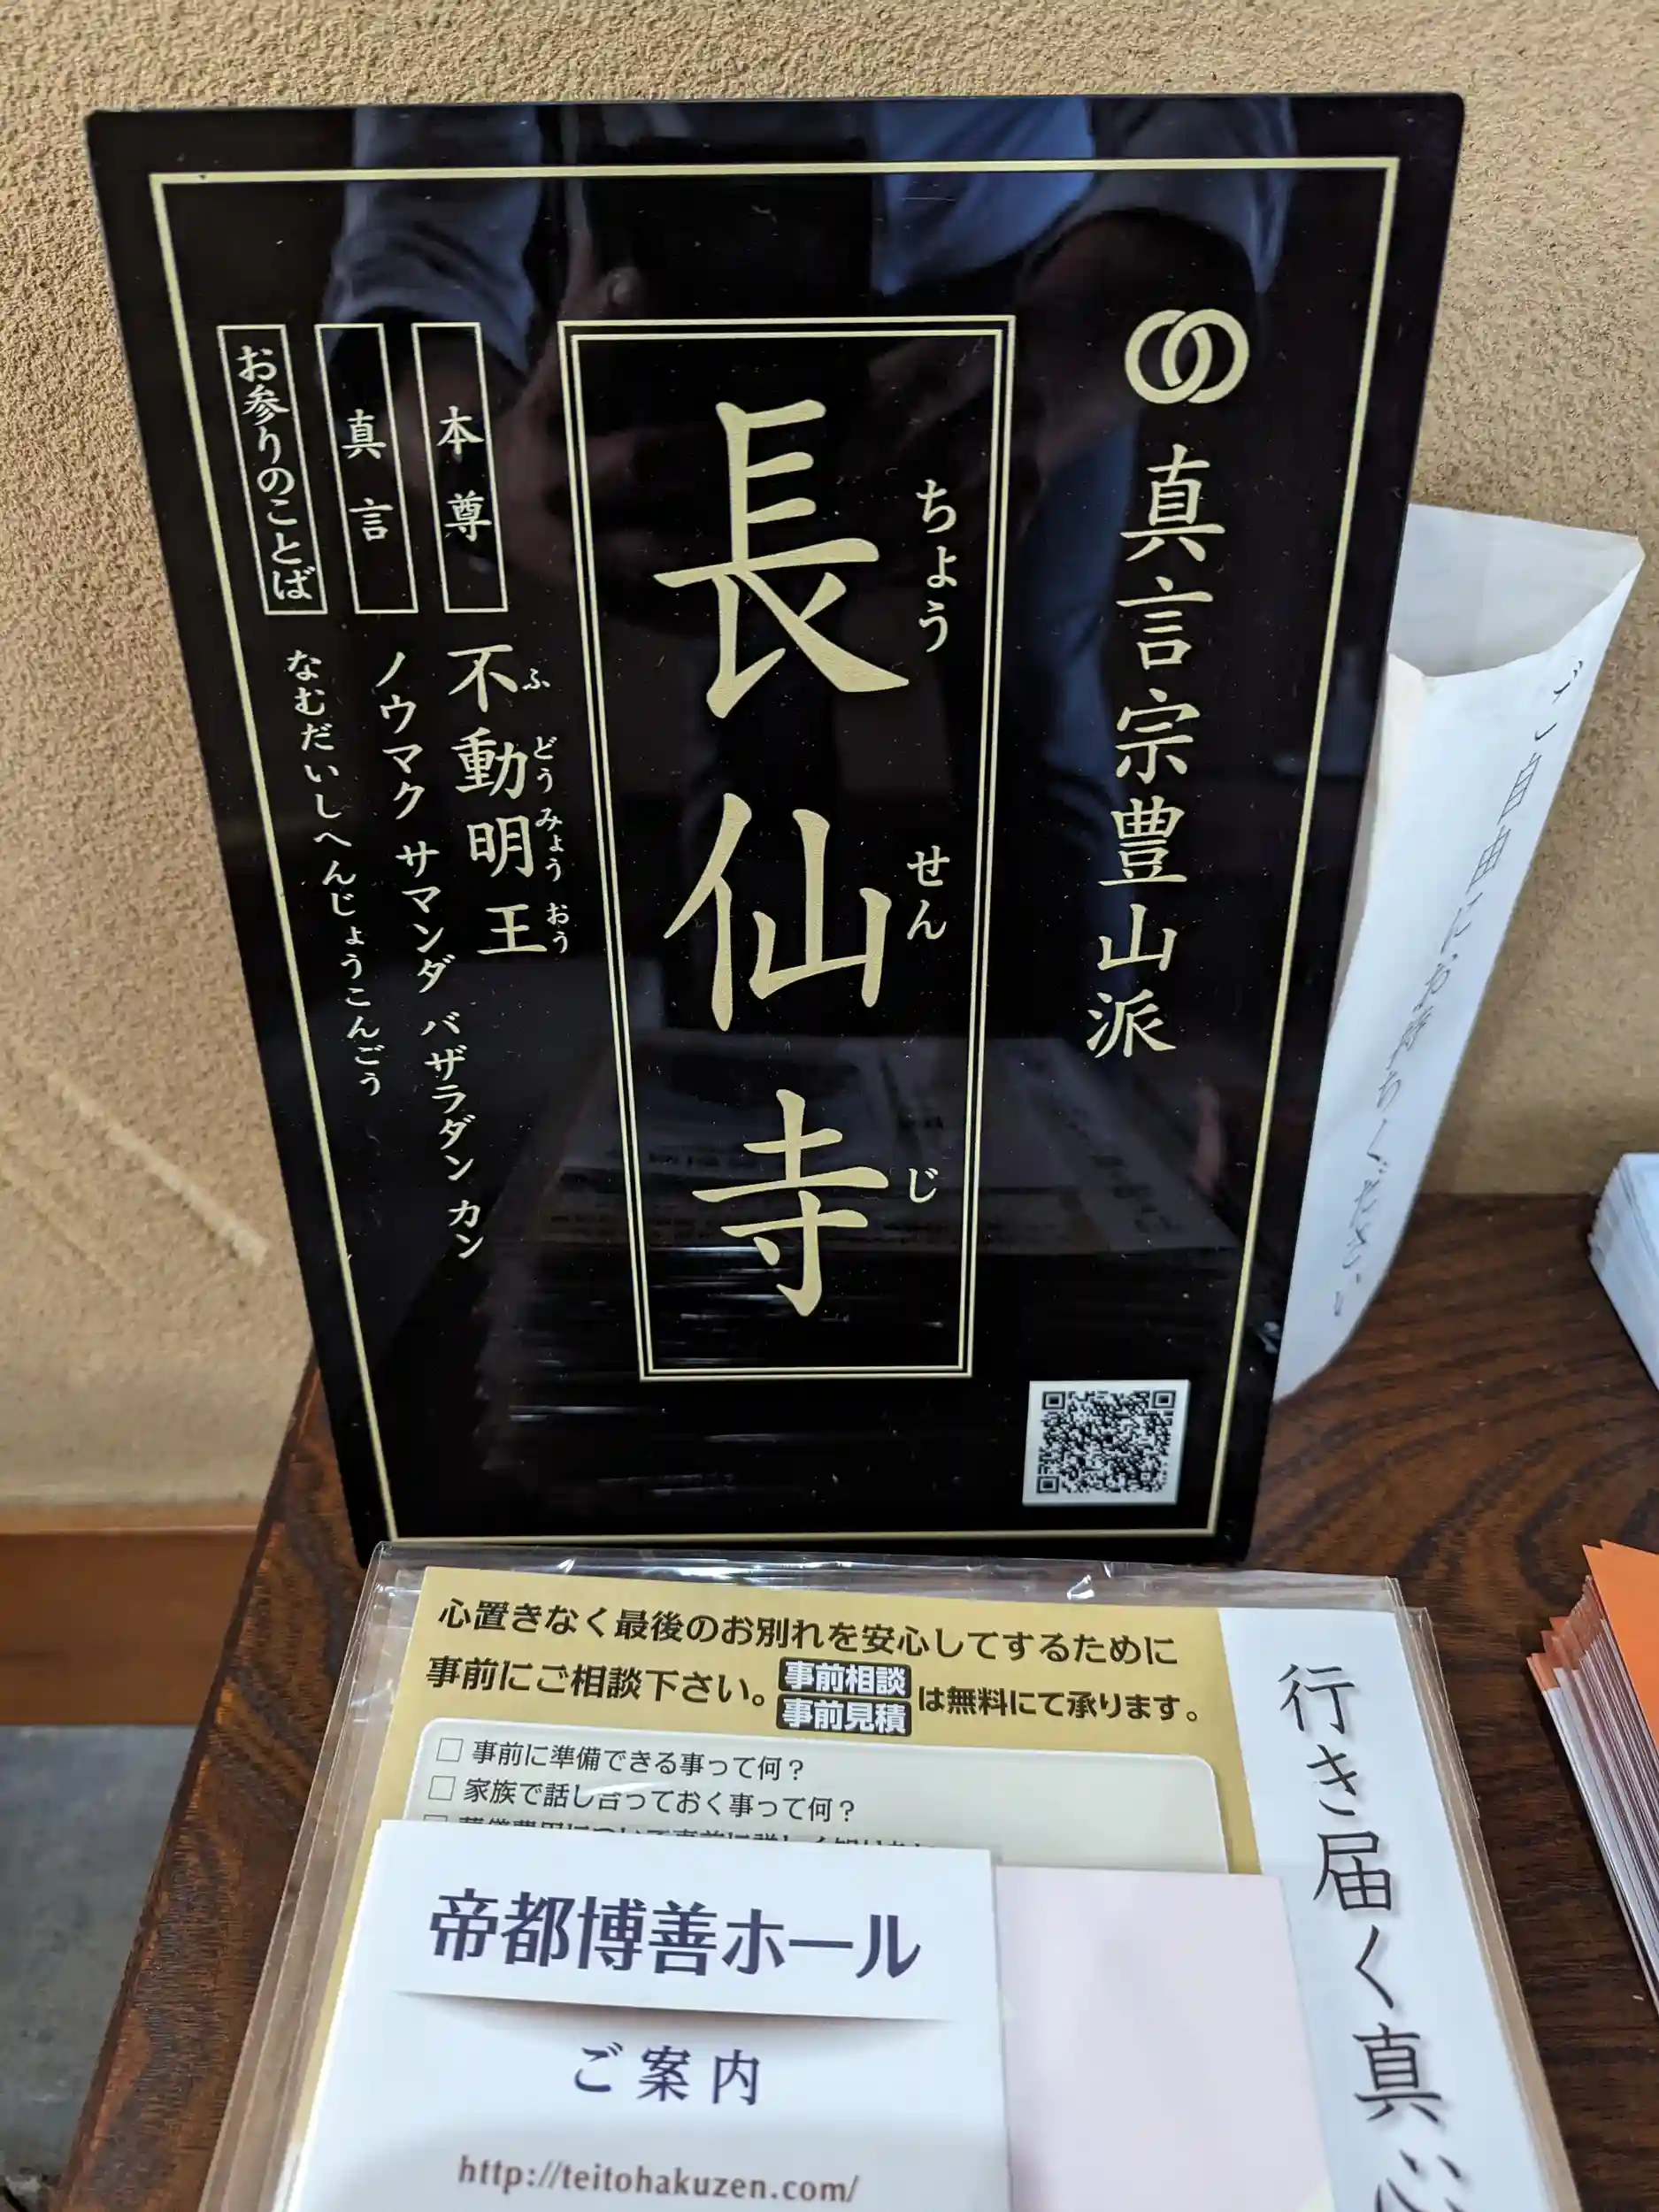 真言宗豊山派
ちょうせんじ
長仙寺
本尊
ふどうみょうおう
不動明王
真言
ノウマク サマンダ バザラダン カン
お参りのことば
なむだいしへんじょうこんごう
ご自由にお持ちください
心置きなく最後のお別れを安心してするために
事前にご相談下さい。事前相談 事前見積 は無料にて承ります。
□ 事前に準備できる事って何？
□ 家族で話し合っておく事って何？
行き届く真心
帝都博善ホール
ご案内
http://teitohakuzen.com/